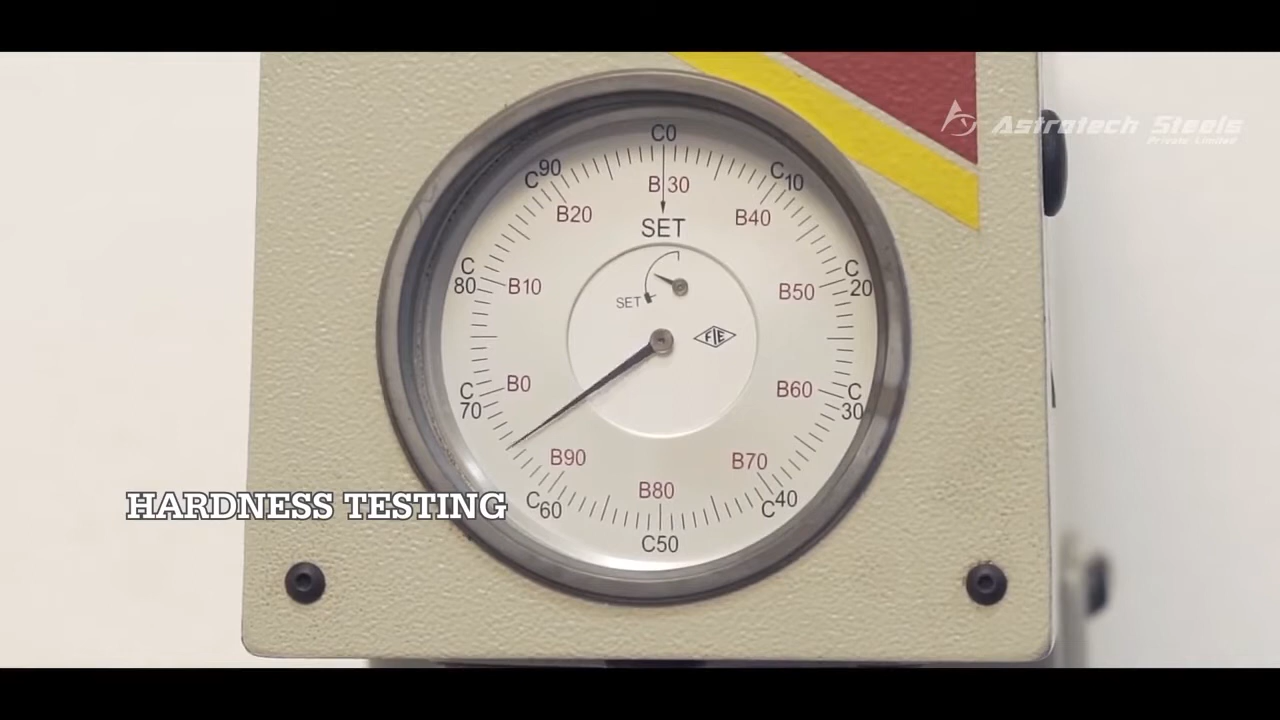 Astrotech Steels
Private Limited
C0
C90
C10
B 30
B20
B40
SET
C
80
C
20
B10
B50
SET
FIE
B0
B60
C
70
C
30
B90
B70
B80
C60
C40
C50
HARDNESS TESTING